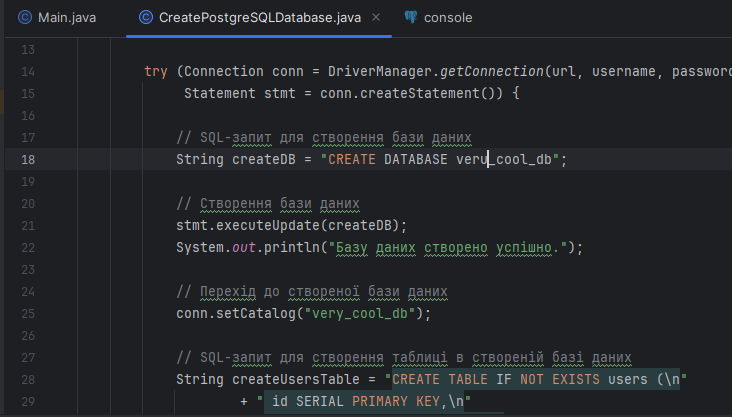 Main.java CreatePostgreSQLDatabase.java × console
13
14 try (Connection conn = DriverManager.getConnection(url, username, password
15 Statement stmt = conn.createStatement()) {
16
17 // SQL-запит для створення бази даних
18 String createDB = "CREATE DATABASE veru_cool_db";
19
20 // Створення бази даних
21 stmt.executeUpdate(createDB);
22 System.out.println("Базу даних створено успішно.");
23
24 // Перехід до створеної бази даних
25 conn.setCatalog("very_cool_db");
26
27 // SQL-запит для створення таблиці в створеній базі даних
28 String createUsersTable = "CREATE TABLE IF NOT EXISTS users (\n"
29 + " id SERIAL PRIMARY KEY,\n"